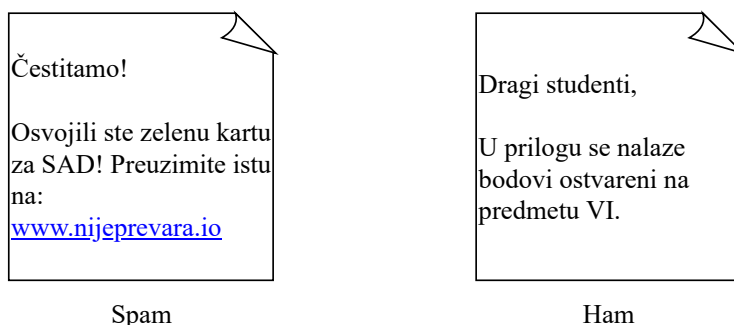 Čestitamo!
Osvojili ste zelenu kartu
za SAD! Preuzimite istu
na:
www.nijeprevara.io
Spam
Dragi studenti,
U prilogu se nalaze
bodovi ostvareni na
predmetu VI.
Ham